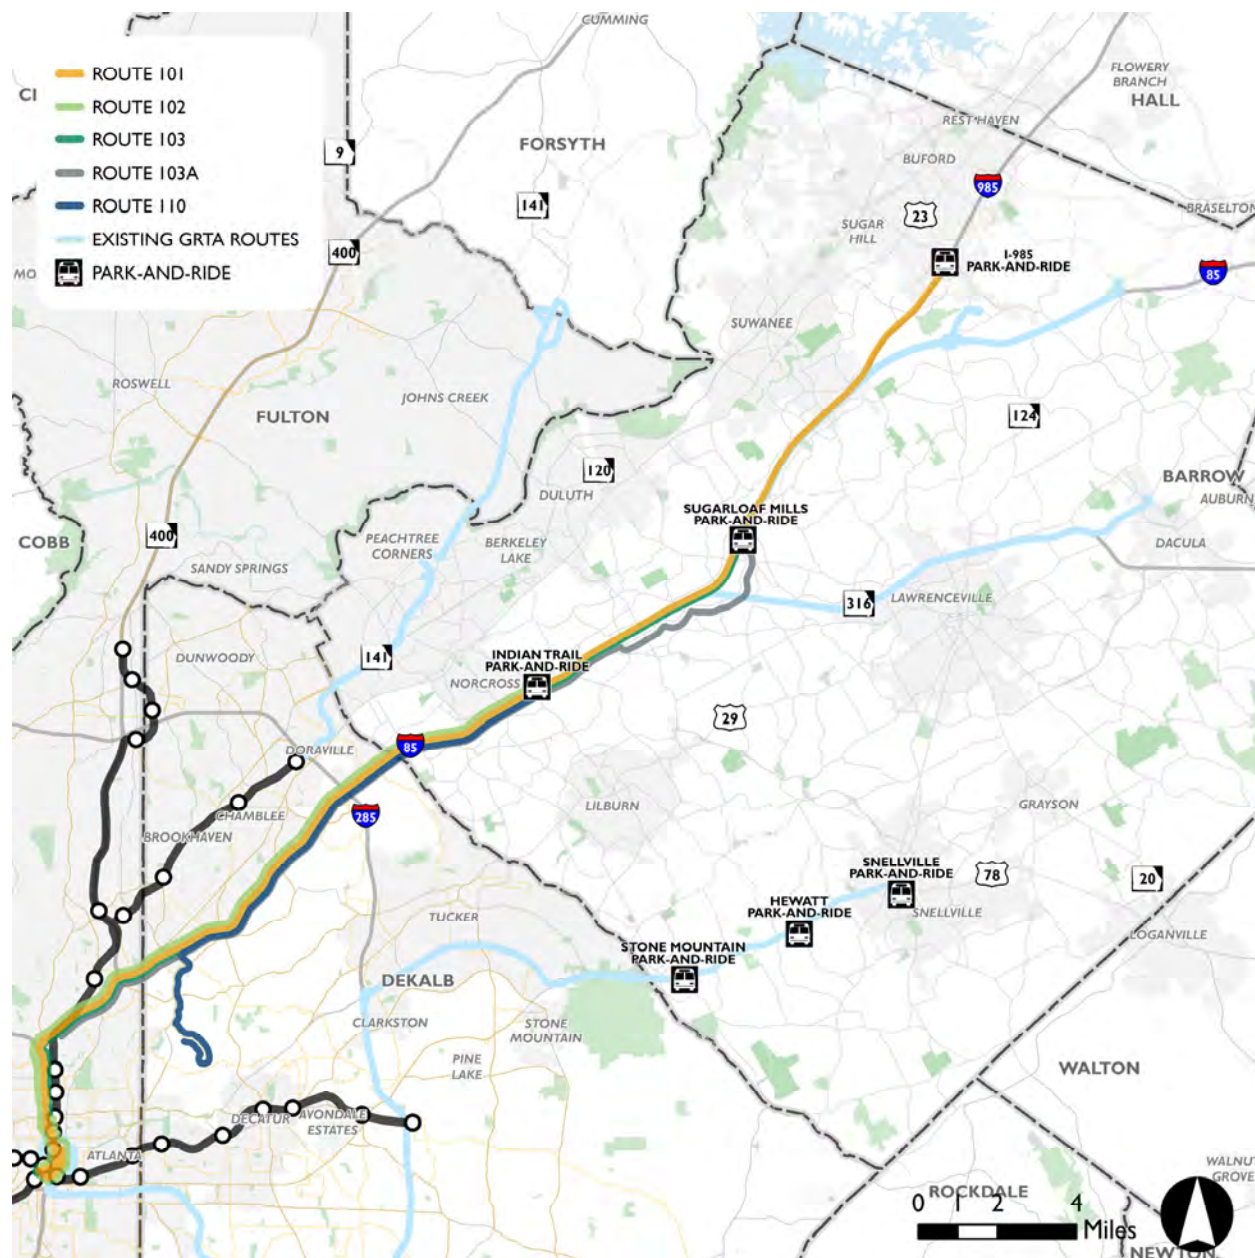 CUMMING
ROUTE 101
ROUTE 102
ROUTE 103
ROUTE 103A
ROUTE 110
EXISTING GRTA ROUTES
PARK-AND-RIDE
CI
MO
9
FORSYTH
141
400
FLOWERY
BRANCH
HALL
REST HAVEN
BUFORD
985
23
SUGAR
HILL
BRASELTON
I-985
PARK-AND-RIDE
85
SUWANEE
ROSWELL
JOHNS CREEK
FULTON
124
120
DULUTH
BARROW
AUBURN
DACULA
SUGARLOAF MILLS
PARK-AND-RIDE
COBB
400
PEACHTREE
CORNERS
BERKELEY
LAKE
SANDY SPRINGS
316
LAWRENCEVILLE
DUNWOODY
141
INDIAN TRAIL
PARK-AND-RIDE
NORCROSS
29
DORAVILLE
85
LILBURN
GRAYSON
CHAMBLEE
BROOKHAVEN
285
SNELLVILLE
PARK-AND-RIDE
78
20
HEWATT
PARK-AND-RIDE
SNELLVILLE
TUCKER
LOGANVILLE
STONE MOUNTAIN
PARK-AND-RIDE
DEKALB
CLARKSTON
STONE
MOUNTAIN
PINE
LAKE
WALTON
DECATUR
AVONDALE
ESTATES
ATLANTA
WALNUT
GROVE
ROCKDALE
0 1 2 4
Miles
NEWTON